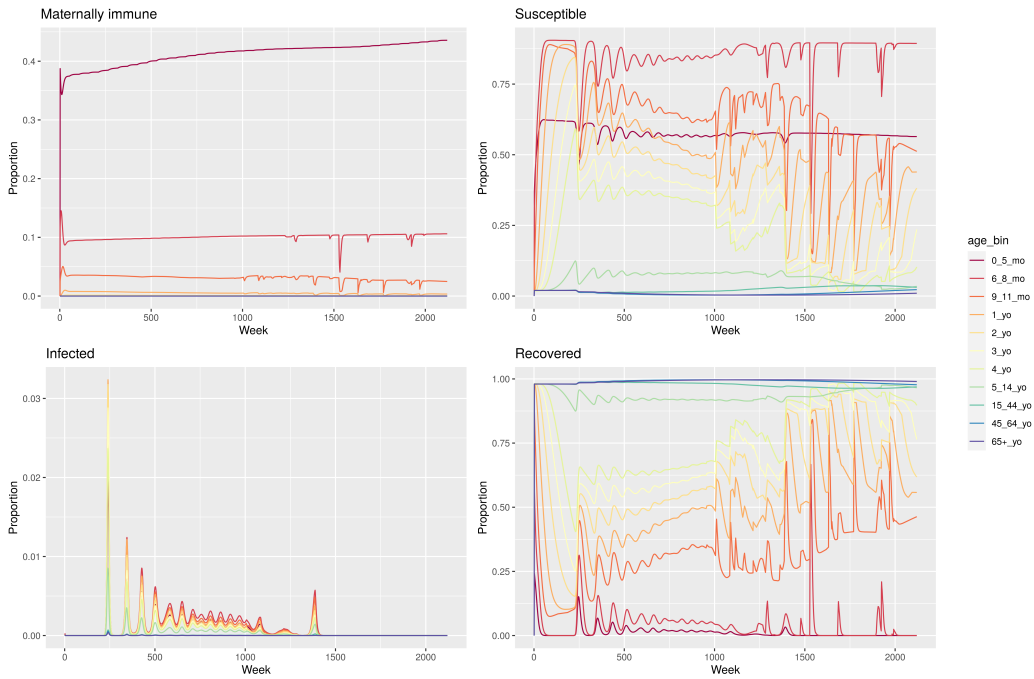 Maternally immune
Proportion
0.4
0.3
0.2
0.1
0.0
0
500
1000
1500
2000
Week
Susceptible
Proportion
0.75
0.50
0.25
0.00
0
500
1000
1500
2000
Week
Infected
Proportion
0.03
0.02
0.01
0.00
0
500
1000
1500
2000
Week
Recovered
Proportion
1.00
0.75
0.50
0.25
0.00
0
500
1000
1500
2000
Week
age_bin
0_5_mo
6_8_mo
9_11_mo
1_yo
2_yo
3_yo
4_yo
5_14_yo
15_44_yo
45_64_yo
65+_yo